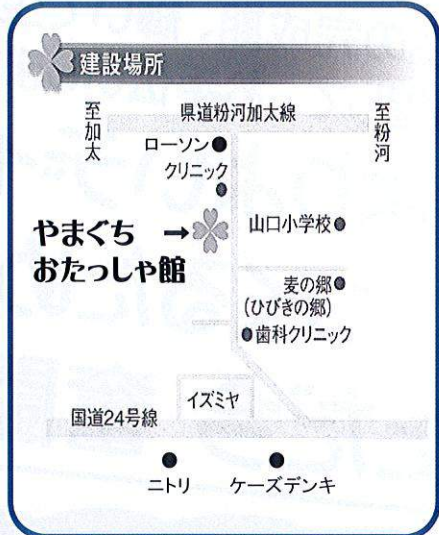 建設場所
至加太
県道粉河加太線
至粉河
ローソン
クリニック
やまぐち
おたっしゃ館
→
山口小学校
麦の郷
(ひびきの郷)
歯科クリニック
イズミヤ
国道24号線
ニトリ
ケーズデンキ